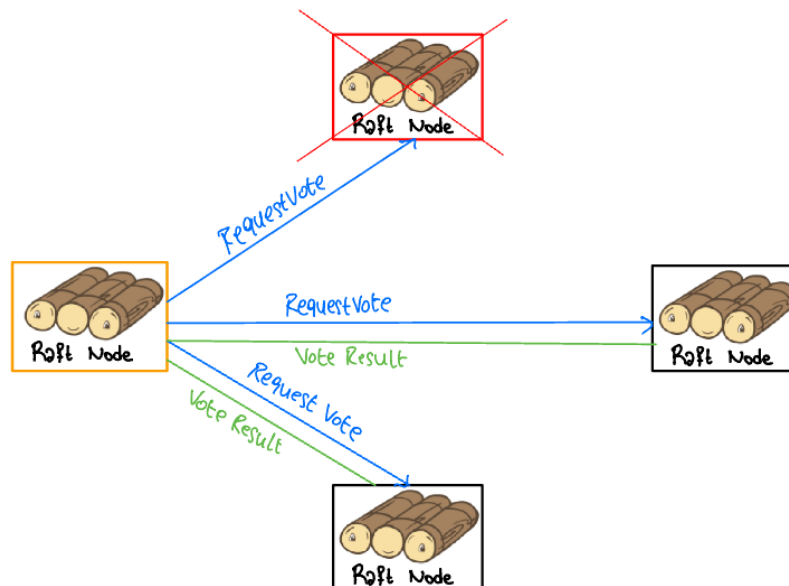 Raft Node
RequestVote
RequestVote
Raft Node
Raft Node
Vote Result
Request Vote
Vote Result
Raft Node